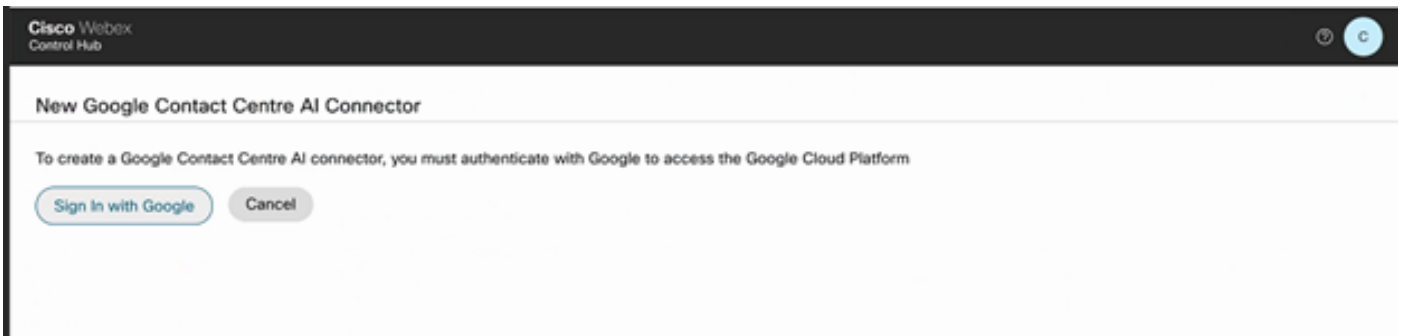 Cisco Webex
Control Hub
C
New Google Contact Centre AI Connector
To create a Google Contact Centre AI connector, you must authenticate with Google to access the Google Cloud Platform
Sign In with Google
Cancel